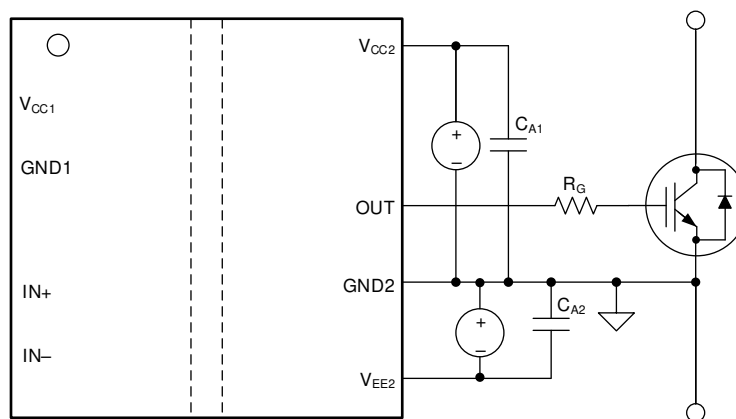 VCC2
VCC1
+
–
CA1
GND1
RG
OUT
IN+
GND2
+
–
CA2
IN–
VEE2